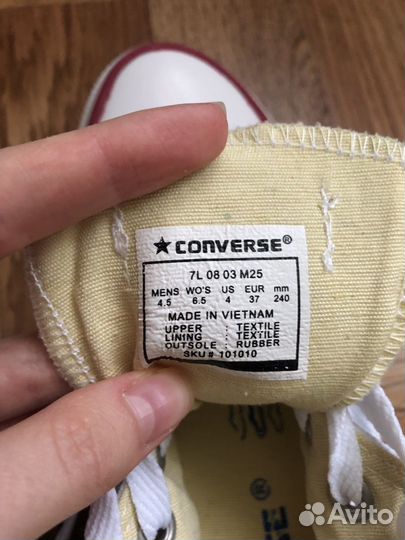 ★CONVERSE®
7L 08 03 M25
MENS WO'S US EUR mm
4.5 6.5 4 37 240
MADE IN VIETNAM
UPPER : TEXTILE
LINING : TEXTILE
OUTSOLE : RUBBER
SKU # 101010
Avito